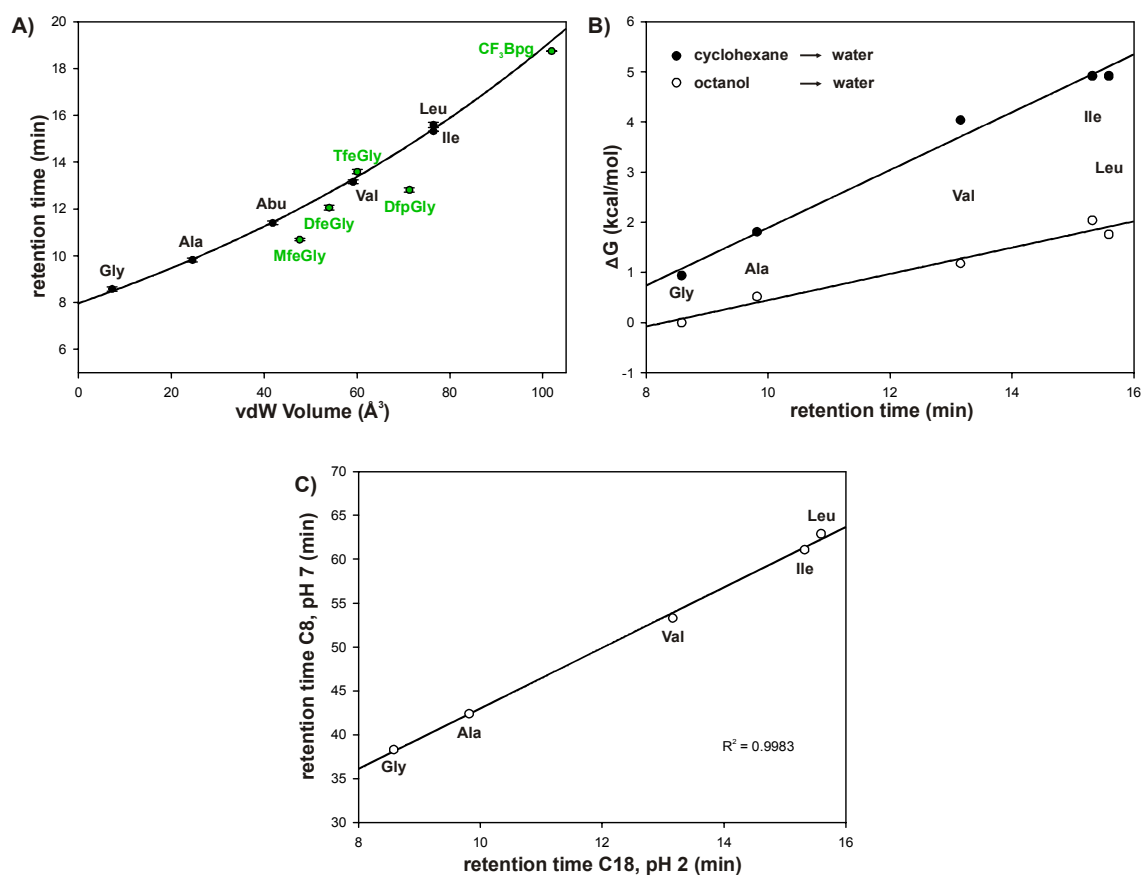 A)
retention time (min)
20
18
16
14
12
10
8
6
0
20
40
60
80
100
vdW Volume (Å³)
Gly
Ala
Abu
MfeGly
DfeGly
TfeGly
Val
DfpGly
Leu
Ile
CF₃Bpg
B)
cyclohexane → water
octanol → water
ΔG (kcal/mol)
6
5
4
3
2
1
0
-1
8
10
12
14
16
retention time (min)
Gly
Ala
Val
Ile
Leu
C)
retention time C8, pH 7 (min)
70
65
60
55
50
45
40
35
30
8
10
12
14
16
retention time C18, pH 2 (min)
Gly
Ala
Val
Ile
Leu
R² = 0.9983